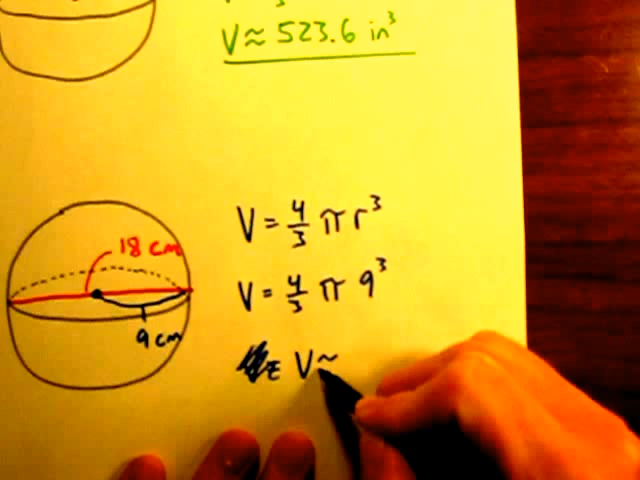 V ≈ 523.6 in³
18 cm
9 cm
V = 4/3 π r³
V = 4/3 π 9³
V ~